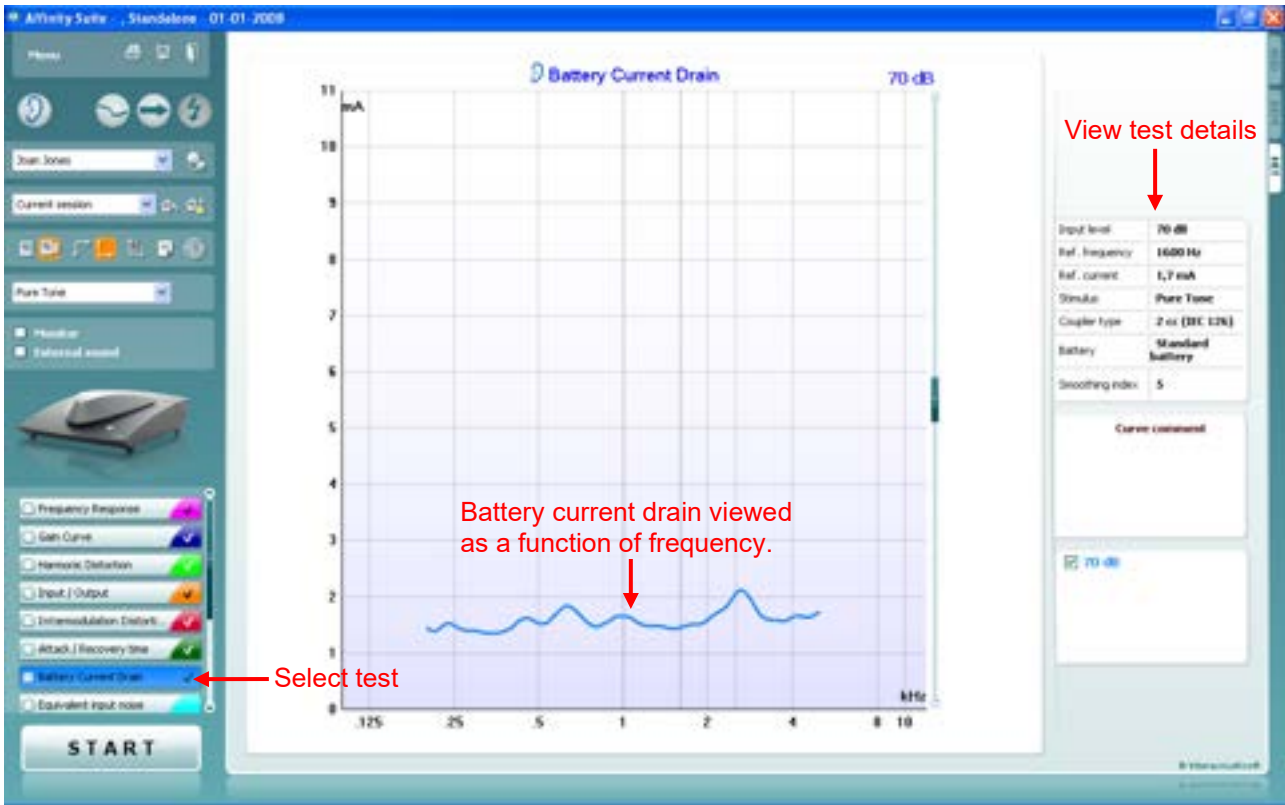 Affinity Suite - , Standalone 01-01-2008
Menu
Joan Jones
Current session
Pure Tone
Monitor
External sound
Frequency Response
Gain Curve
Harmonic Distortion
Input / Output
Intermodulation Distorti...
Attack / Recovery time
Battery Current Drain
Equivalent input noise
START
Select test
Battery Current Drain
70 dB
mA
11
10
9
8
7
6
5
4
3
2
1
0
Battery current drain viewed
as a function of frequency.
kHz
.125 .25 .5 1 2 4 8 10
View test details
Input level 70 dB
Ref. frequency 1600 Hz
Ref. current 1,7 mA
Stimulus Pure Tone
Coupler type 2 cc (IEC 126)
Battery Standard
battery
Smoothing index 5
Curve comment
70 dB